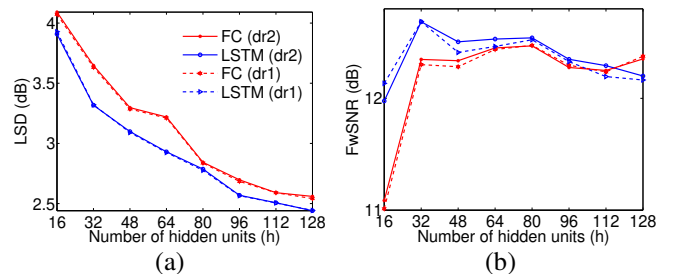 4
3.5
3
2.5
LSD (dB)
FC (dr2)
LSTM (dr2)
FC (dr1)
LSTM (dr1)
16 32 48 64 80 96 112 128
Number of hidden units (h)
(a)
12
11
FwSNR (dB)
16 32 48 64 80 96 112 128
Number of hidden units (h)
(b)